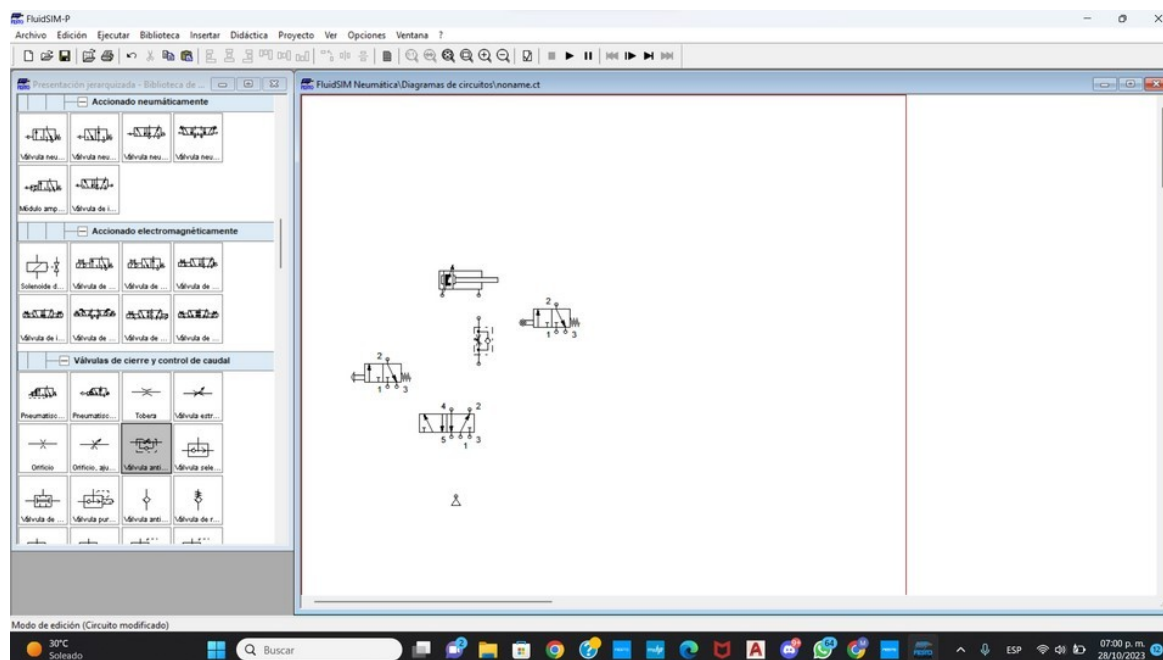 FluidSIM-P
Archivo Edición Ejecutar Biblioteca Insertar Didáctica Proyecto Ver Opciones Ventana ?
Presentación jerarquizada - Biblioteca de ...
FluidSIM Neumática\Diagramas de circuitos\noname.ct
Accionado neumáticamente
Válvula neu... Válvula neu... Válvula neu... Válvula neu...
Módulo amp... Válvula de i...
Accionado electromagnéticamente
Solenoide d... Válvula de ... Válvula de ... Válvula de ...
Válvula de i... Válvula de ... Válvula de ... Válvula de ...
Válvulas de cierre y control de caudal
Pneumatisc... Pneumatisc... Tobera Válvula estr...
Orificio Orificio, aju... Válvula anti... Válvula sele...
Válvula de ... Válvula pur... Válvula anti... Válvula de r...
2
1 3
2
1 3
4 2
5 1 3
Modo de edición (Circuito modificado)
30°C
Soleado
Buscar
ESP
07:00 p. m.
28/10/2023